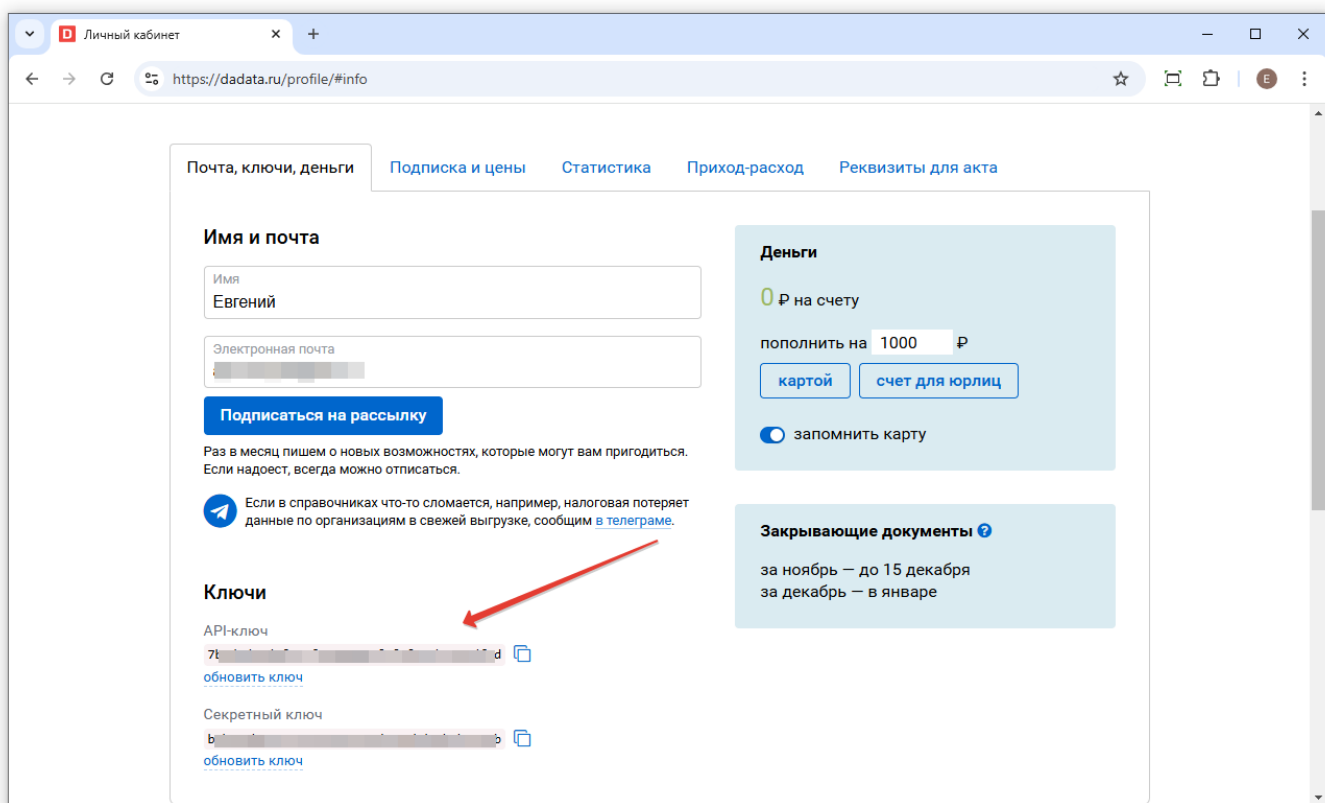 Личный кабинет
https://dadata.ru/profile/#info
E
Почта, ключи, деньги
Подписка и цены
Статистика
Приход-расход
Реквизиты для акта
Имя и почта
Имя
Евгений
Электронная почта
Подписаться на рассылку
Раз в месяц пишем о новых возможностях, которые могут вам пригодиться.
Если надоест, всегда можно отписаться.
Если в справочниках что-то сломается, например, налоговая потеряет
данные по организациям в свежей выгрузке, сообщим в телеграме.
Ключи
API-ключ
обновить ключ
Секретный ключ
обновить ключ
Деньги
0 ₽ на счету
пополнить на 1000 ₽
картой
счет для юрлиц
запомнить карту
Закрывающие документы ?
за ноябрь — до 15 декабря
за декабрь — в январе